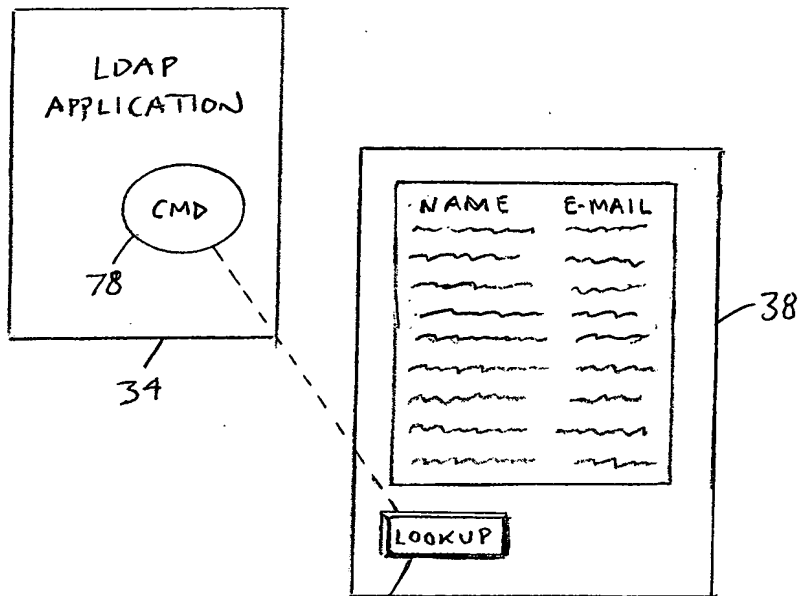 LDAP
APPLICATION
CMD
78
34
NAME E-MAIL
38
LOOKUP